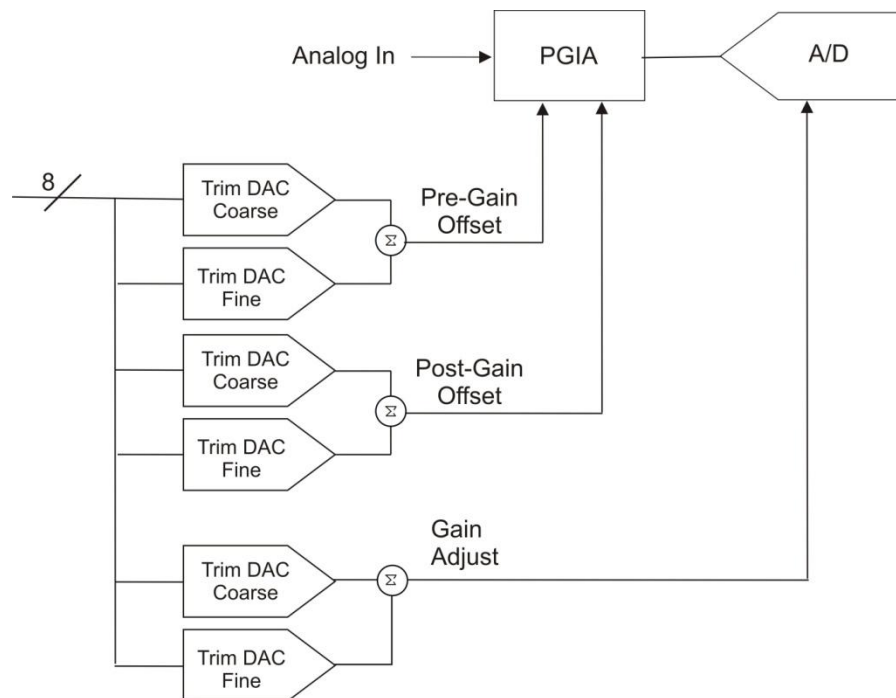 Analog In
PGIA
A/D
8
Trim DAC
Coarse
Σ
Pre-Gain
Offset
Trim DAC
Fine
Trim DAC
Coarse
Σ
Post-Gain
Offset
Trim DAC
Fine
Trim DAC
Coarse
Σ
Gain
Adjust
Trim DAC
Fine